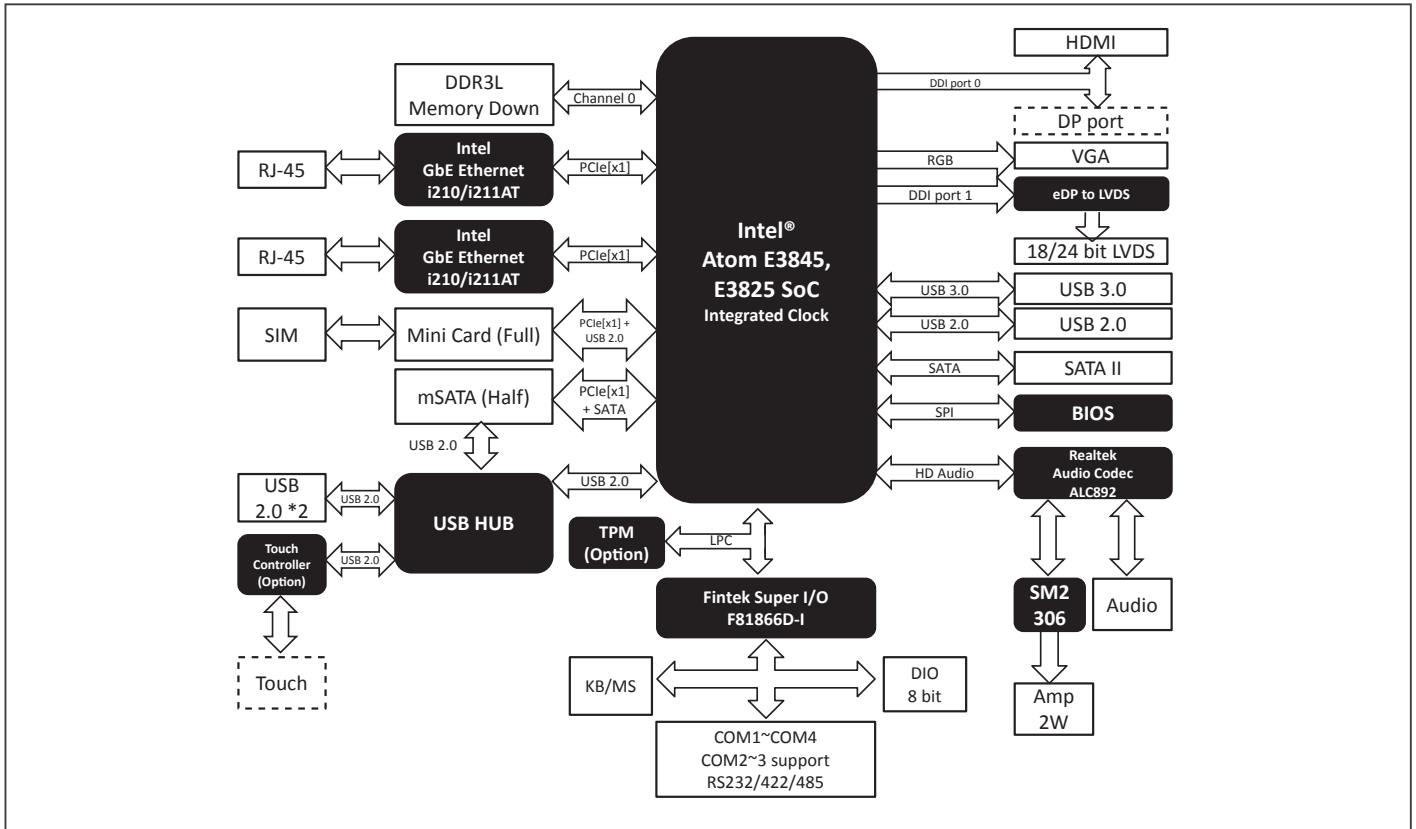 HDMI
DDR3L
Memory Down
Channel 0
DDI port 0
DP port
Intel
GbE Ethernet
i210/i211AT
RJ-45
PCIe[x1]
RGB
VGA
DDI port 1
eDP to LVDS
Intel
GbE Ethernet
i210/i211AT
RJ-45
PCIe[x1]
Intel®
Atom E3845,
E3825 SoC
Integrated Clock
18/24 bit LVDS
USB 3.0
USB 3.0
SIM
Mini Card (Full)
PCIe[x1] +
USB 2.0
USB 2.0
USB 2.0
SATA
SATA II
mSATA (Half)
PCIe[x1]
+ SATA
SPI
BIOS
USB 2.0
HD Audio
Realtek
Audio Codec
ALC892
USB
2.0 *2
USB 2.0
USB HUB
USB 2.0
Touch
Controller
(Option)
USB 2.0
TPM
(Option)
LPC
Fintek Super I/O
F81866D-I
SM2
306
Audio
Touch
KB/MS
DIO
8 bit
Amp
2W
COM1~COM4
COM2~3 support
RS232/422/485